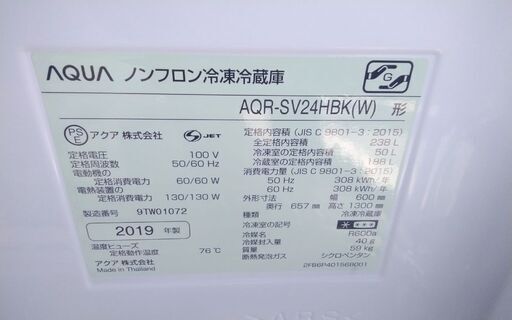 AQUA ノンフロン冷凍冷蔵庫
AQR-SV24HBK(W) 形
PS E アクア 株式会社 S JET
定格電圧 100 V
定格周波数 50/60 Hz
電動機の
定格消費電力 60/60 W
電熱装置の
定格消費電力 130/130 W
製造番号 9TW01072
2019 年製
温度ヒューズ
定格動作温度 76℃
アクア 株式会社
Made in Thailand
定格内容積 (JIS C 9801-3 : 2015)
全定格内容積 238 L
冷凍室の定格内容積 50 L
冷蔵室の定格内容積 188 L
消費電力量 (JIS C 9801-3 : 2015)
50 Hz 308 kWh/年
60 Hz 308 kWh/年
外形寸法 幅 600 mm
奥行 657 mm 高さ 1300 mm
種類 冷凍冷蔵庫
冷凍室の記号
冷媒 R600a
冷媒封入量 40 g
質量 59 kg
断熱発泡ガス シクロペンタン
2FB6P40156B001
>ABS<